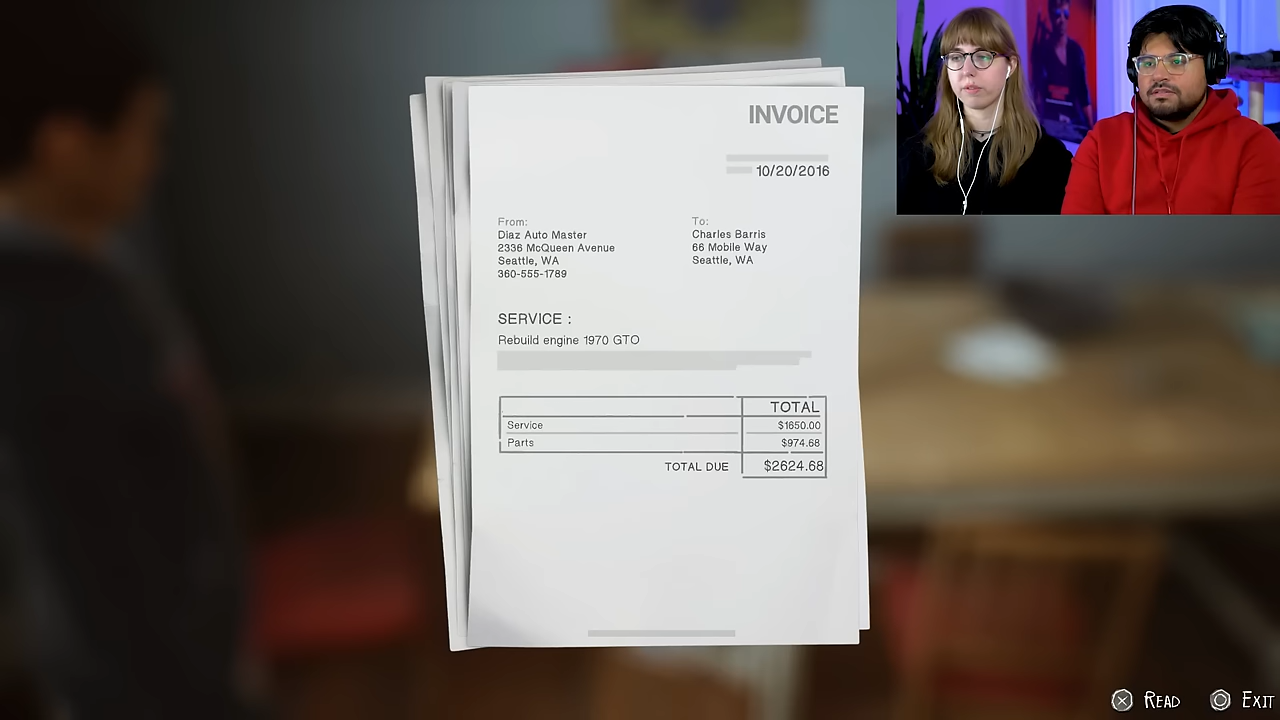 INVOICE
10/20/2016
From:
Diaz Auto Master
2336 McQueen Avenue
Seattle, WA
360-555-1789
To:
Charles Barris
66 Mobile Way
Seattle, WA
SERVICE :
Rebuild engine 1970 GTO
TOTAL
Service $1650.00
Parts $974.68
TOTAL DUE $2624.68
READ EXIT